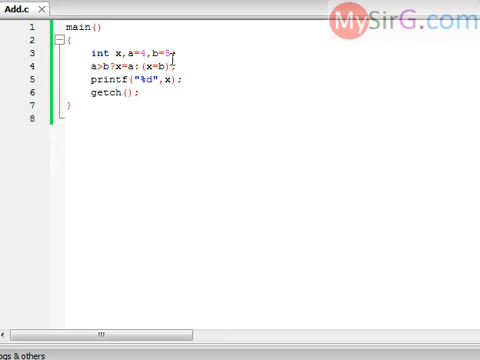 MySirG.com
Add.c X
1 main()
2 {
3 int x,a=4,b=5;
4 a>b?x=a:(x=b);
5 printf("%d",x);
6 getch();
7 }
8
ogs & others